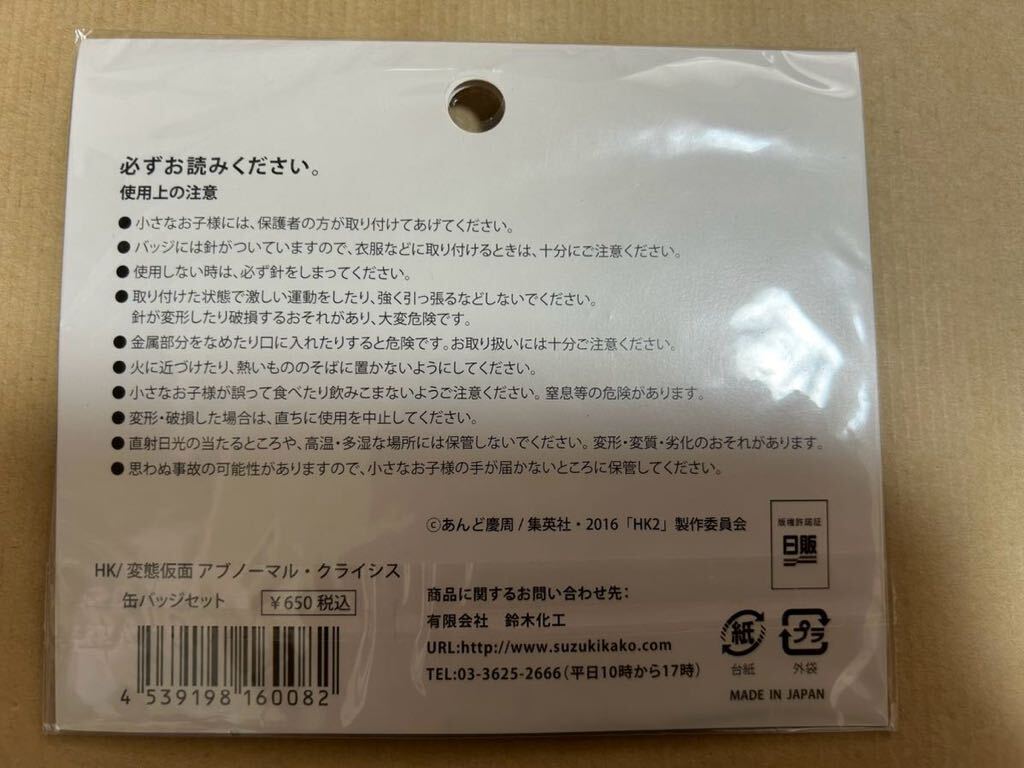 必ずお読みください。
使用上の注意
● 小さなお子様には、保護者の方が取り付けてあげてください。
● バッジには針がついていますので、衣服などに取り付けるときは、十分にご注意ください。
● 使用しない時は、必ず針をしまってください。
● 取り付けた状態で激しい運動をしたり、強く引っ張るなどしないでください。
針が変形したり破損するおそれがあり、大変危険です。
● 金属部分をなめたり口に入れたりすると危険です。お取り扱いには十分ご注意ください。
● 火に近づけたり、熱いもののそばに置かないようにしてください。
● 小さなお子様が誤って食べたり飲みこまないようご注意ください。窒息等の危険があります。
● 変形・破損した場合は、直ちに使用を中止してください。
● 直射日光の当たるところや、高温・多湿な場所には保管しないでください。変形・変質・劣化のおそれがあります。
● 思わぬ事故の可能性がありますので、小さなお子様の手が届かないところに保管してください。
©あんど慶周 / 集英社・2016「HK2」製作委員会
版権許諾証
日販
HK/ 変態仮面 アブノーマル・クライシス
缶バッジセット ¥650 税込
4 539198 160082
商品に関するお問い合わせ先：
有限会社 鈴木化工
URL:http://www.suzukikako.com
TEL:03-3625-2666（平日10時から17時）
紙
台紙
プラ
外袋
MADE IN JAPAN